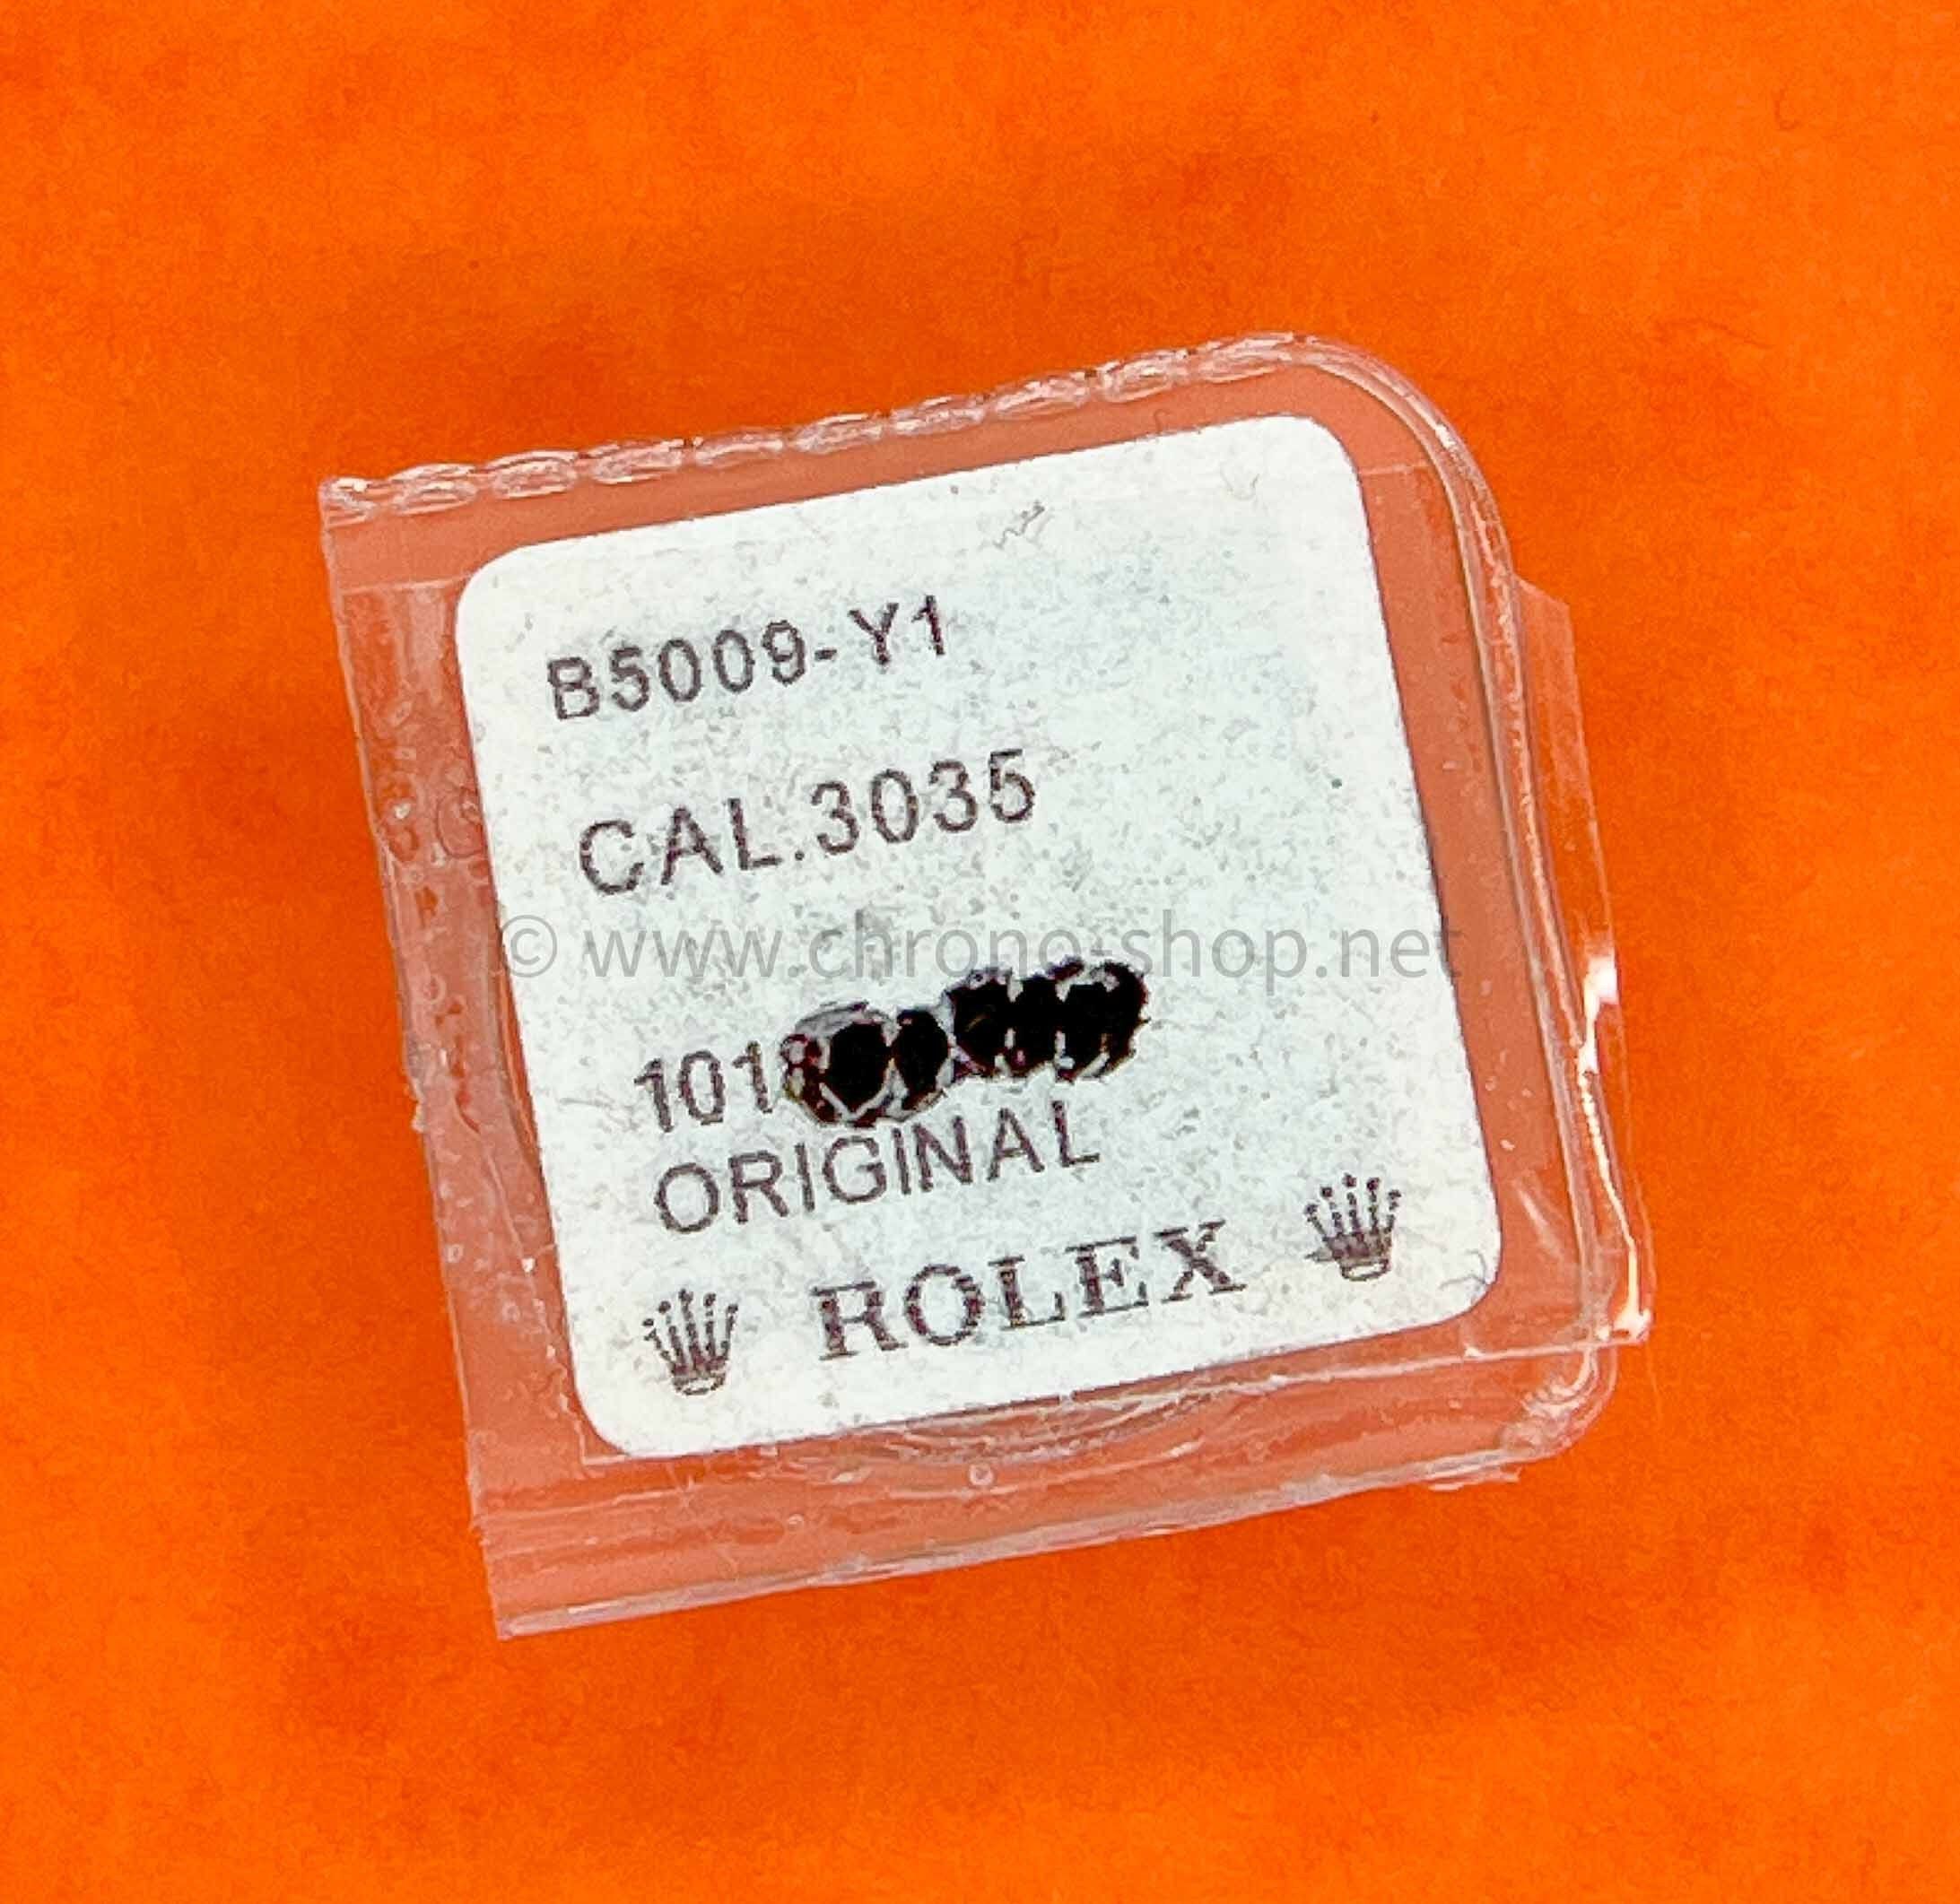 B5009-Y1
CAL.3035
© www.chrono-shop.net
101
ORIGINAL
ROLEX